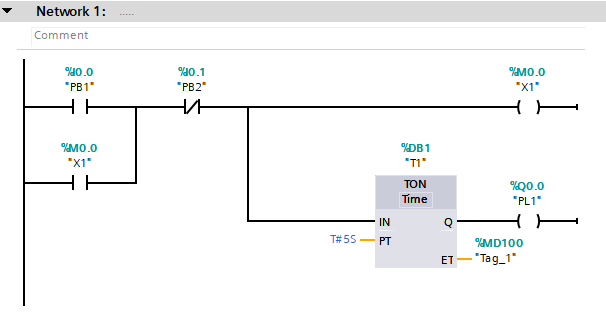 Network 1: .....
Comment
%I0.0 %I0.1 %M0.0
"PB1" "PB2" "X1"
%M0.0
"X1"
%DB1
"T1"
TON
Time
%Q0.0
"PL1"
IN Q
T#5S PT
%MD100
ET "Tag_1"